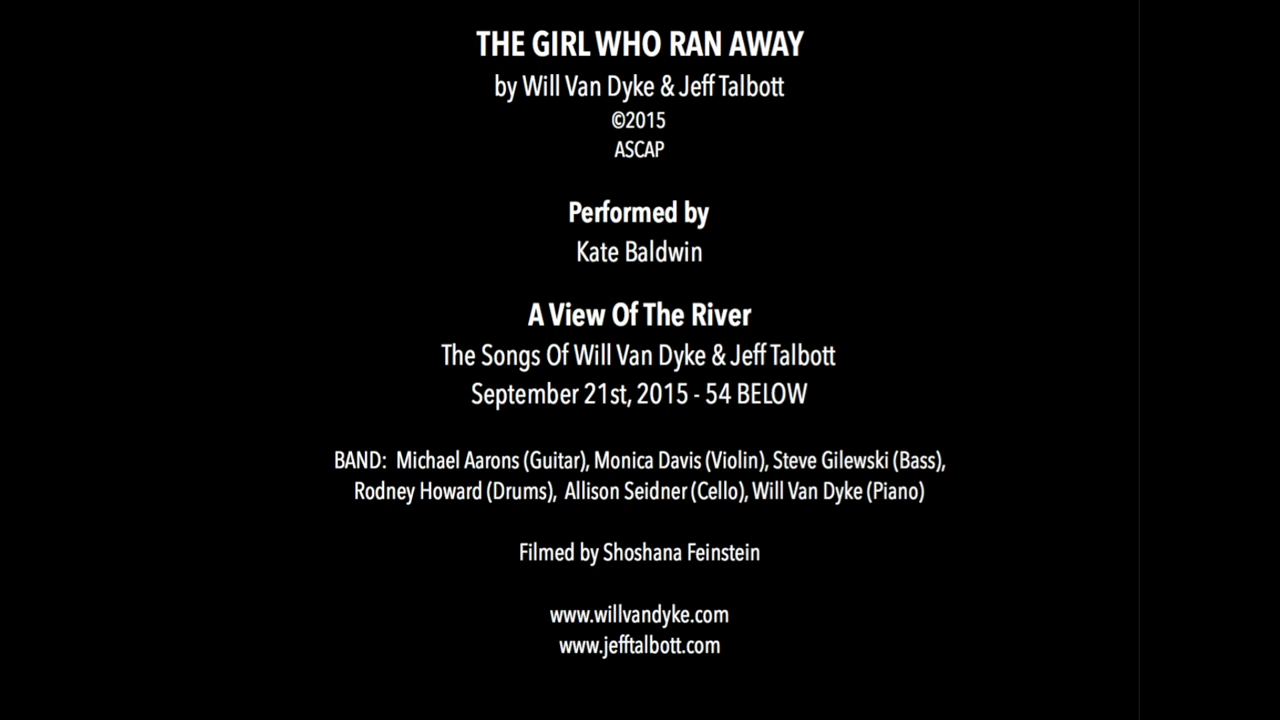 THE GIRL WHO RAN AWAY
by Will Van Dyke & Jeff Talbott
©2015
ASCAP
Performed by
Kate Baldwin
A View Of The River
The Songs Of Will Van Dyke & Jeff Talbott
September 21st, 2015 - 54 BELOW
BAND:  Michael Aarons (Guitar), Monica Davis (Violin), Steve Gilewski (Bass),
Rodney Howard (Drums),  Allison Seidner (Cello), Will Van Dyke (Piano)
Filmed by Shoshana Feinstein
www.willvandyke.com
www.jefftalbott.com